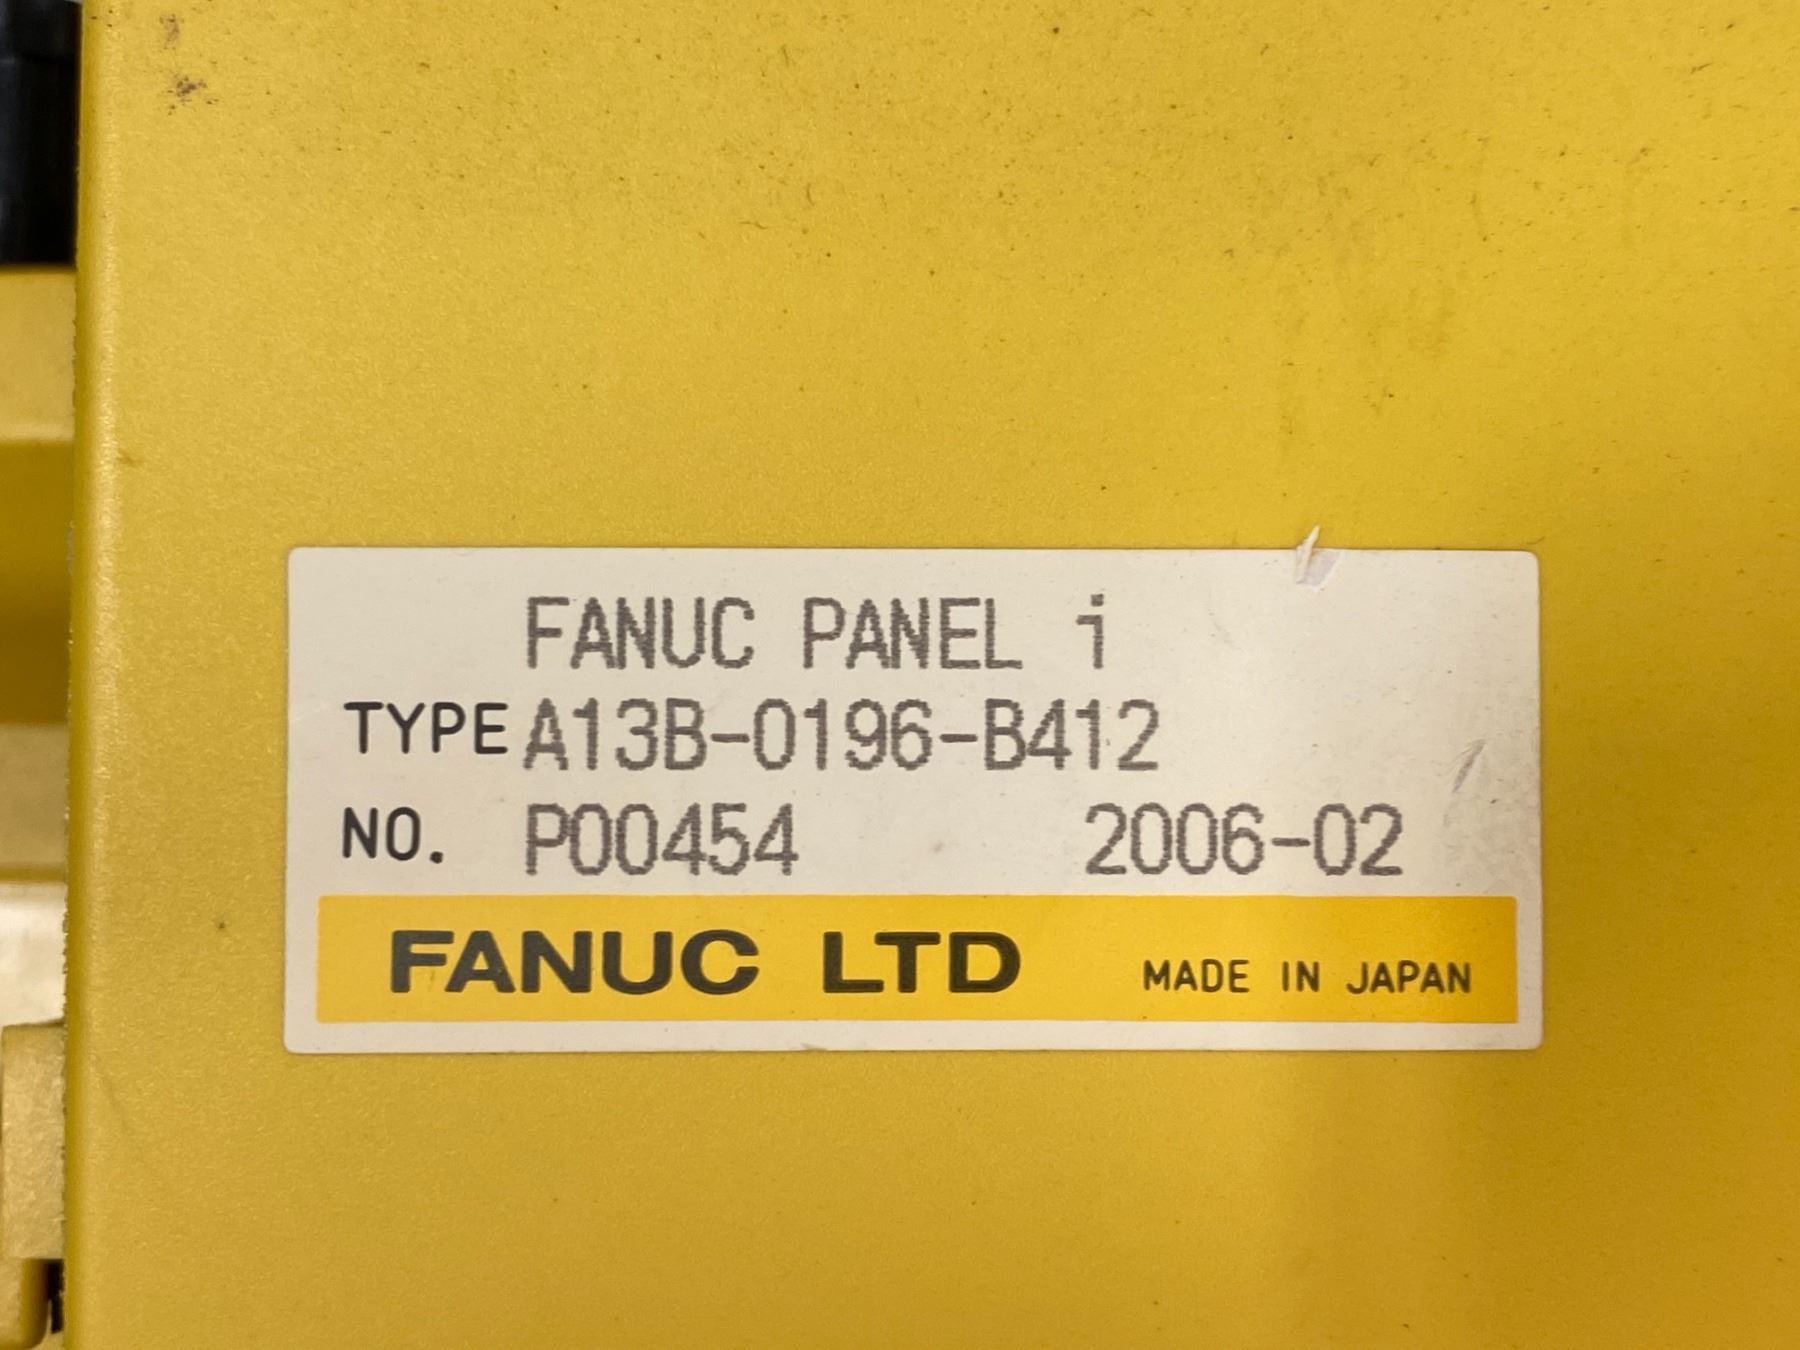 FANUC PANEL i
TYPE A13B-0196-B412
NO. P00454 2006-02
FANUC LTD MADE IN JAPAN